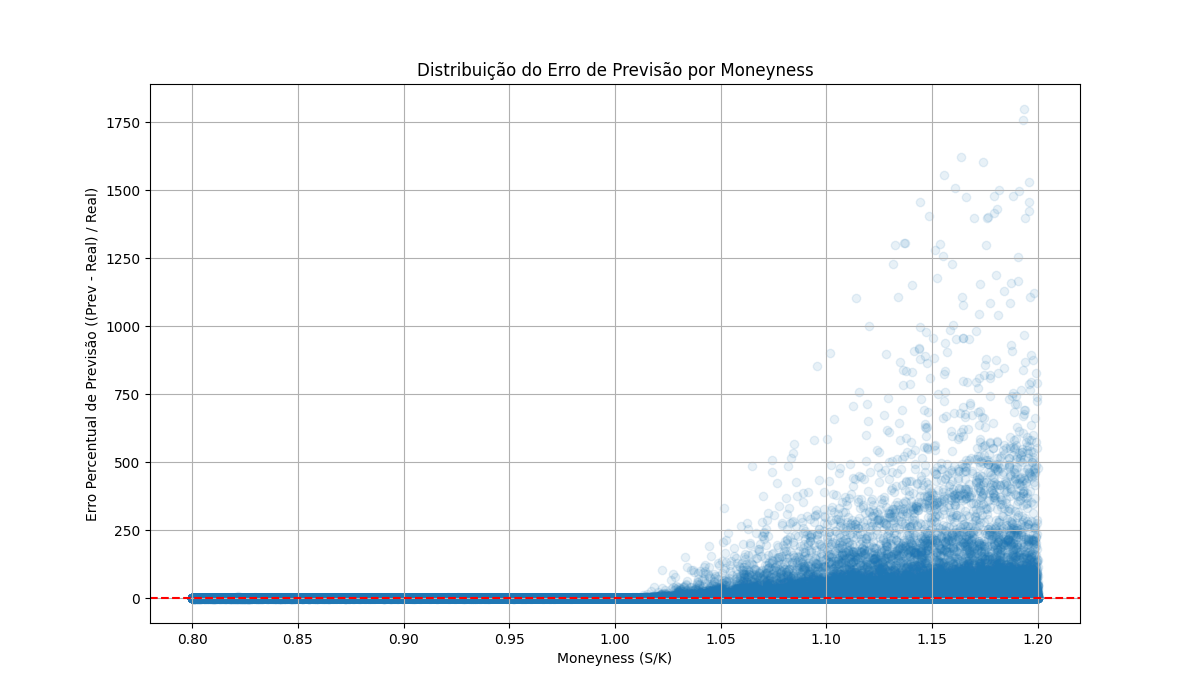 Distribuição do Erro de Previsão por Moneyness
Erro Percentual de Previsão ((Prev - Real) / Real)
1750
1500
1250
1000
750
500
250
0
0.80 0.85 0.90 0.95 1.00 1.05 1.10 1.15 1.20
Moneyness (S/K)